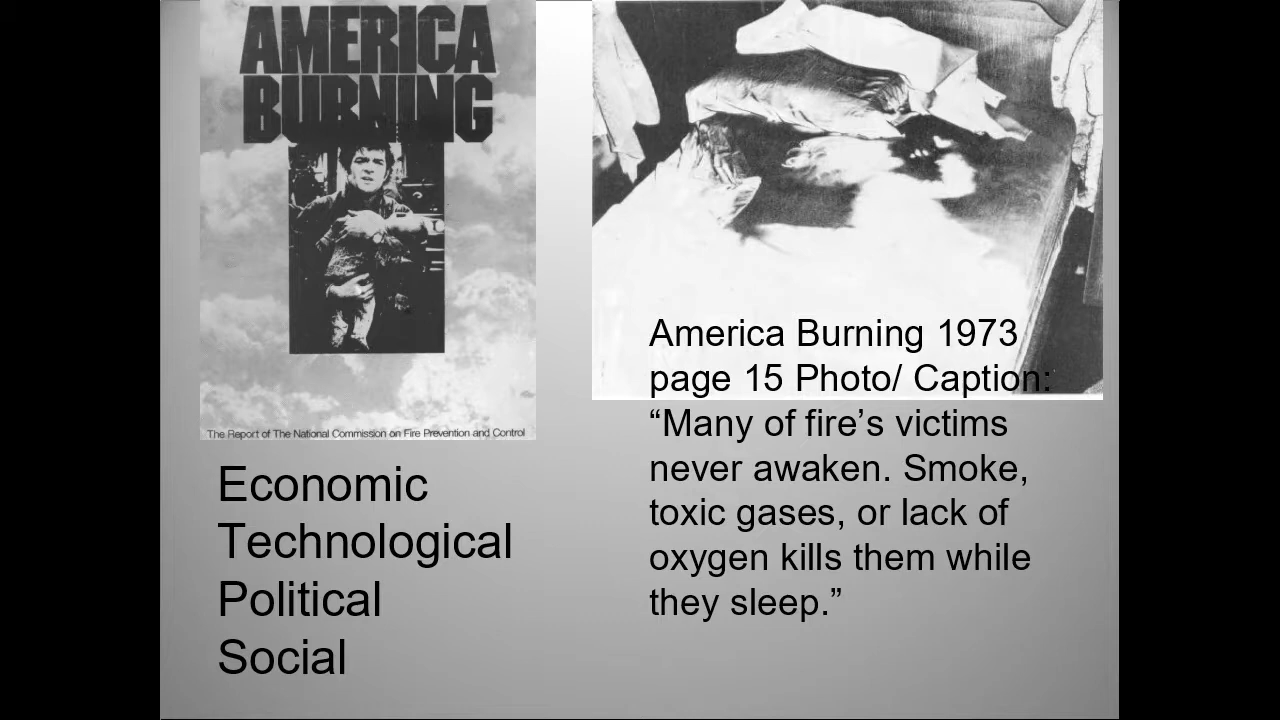 AMERICA
BURNING
The Report of The National Commission on Fire Prevention and Control
Economic
Technological
Political
Social
America Burning 1973
page 15 Photo/ Caption:
“Many of fire’s victims
never awaken. Smoke,
toxic gases, or lack of
oxygen kills them while
they sleep.”